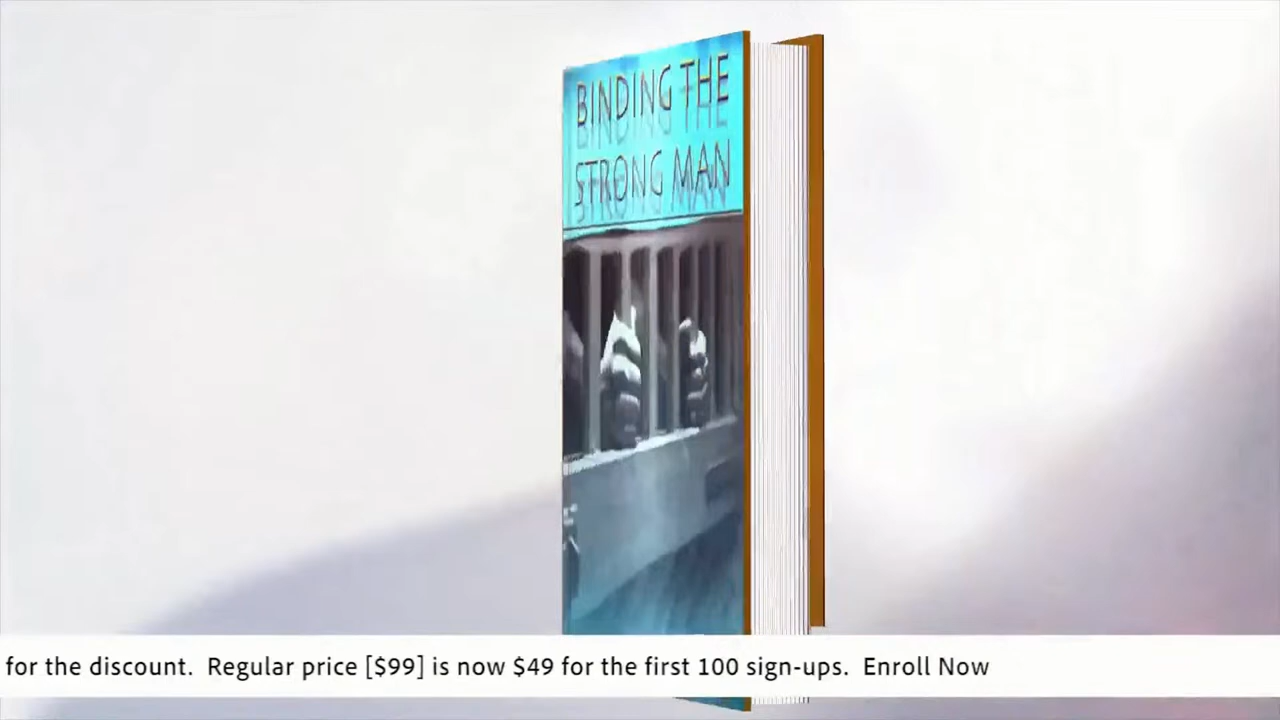 BINDING THE
STRONG MAN
for the discount.  Regular price [$99] is now $49 for the first 100 sign-ups.  Enroll Now